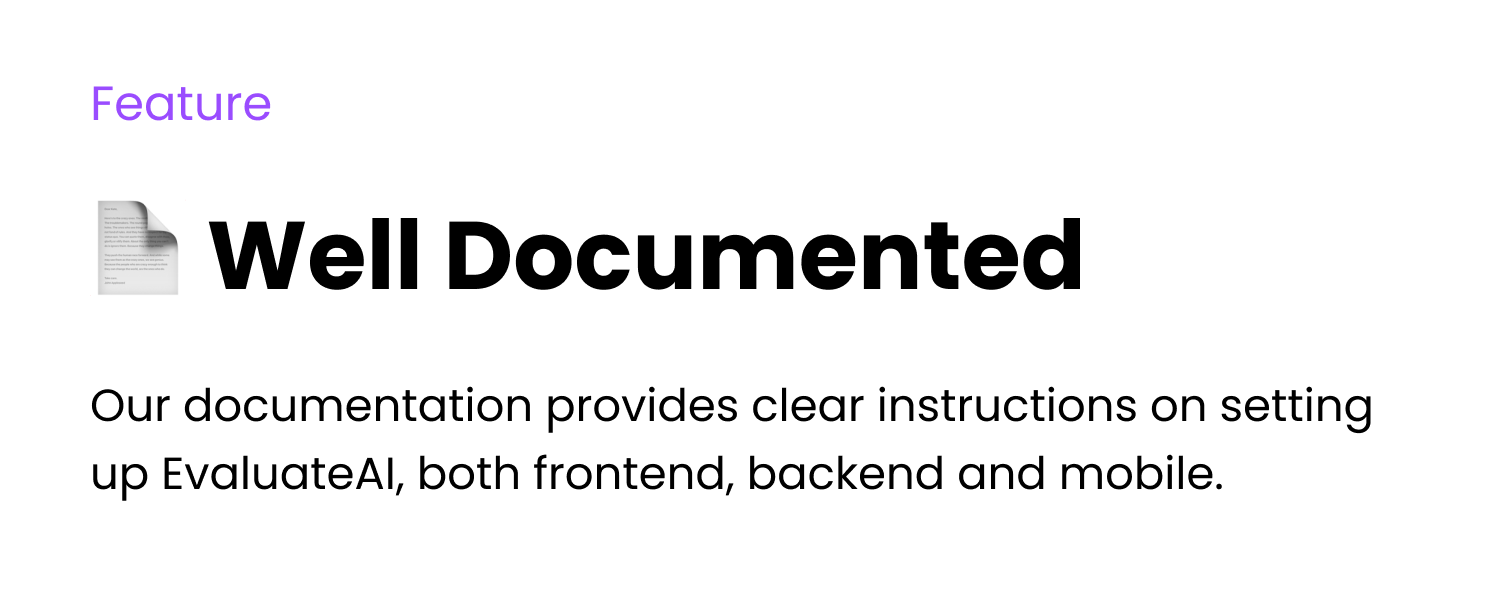 Feature
Well Documented
Our documentation provides clear instructions on setting
up EvaluateAI, both frontend, backend and mobile.